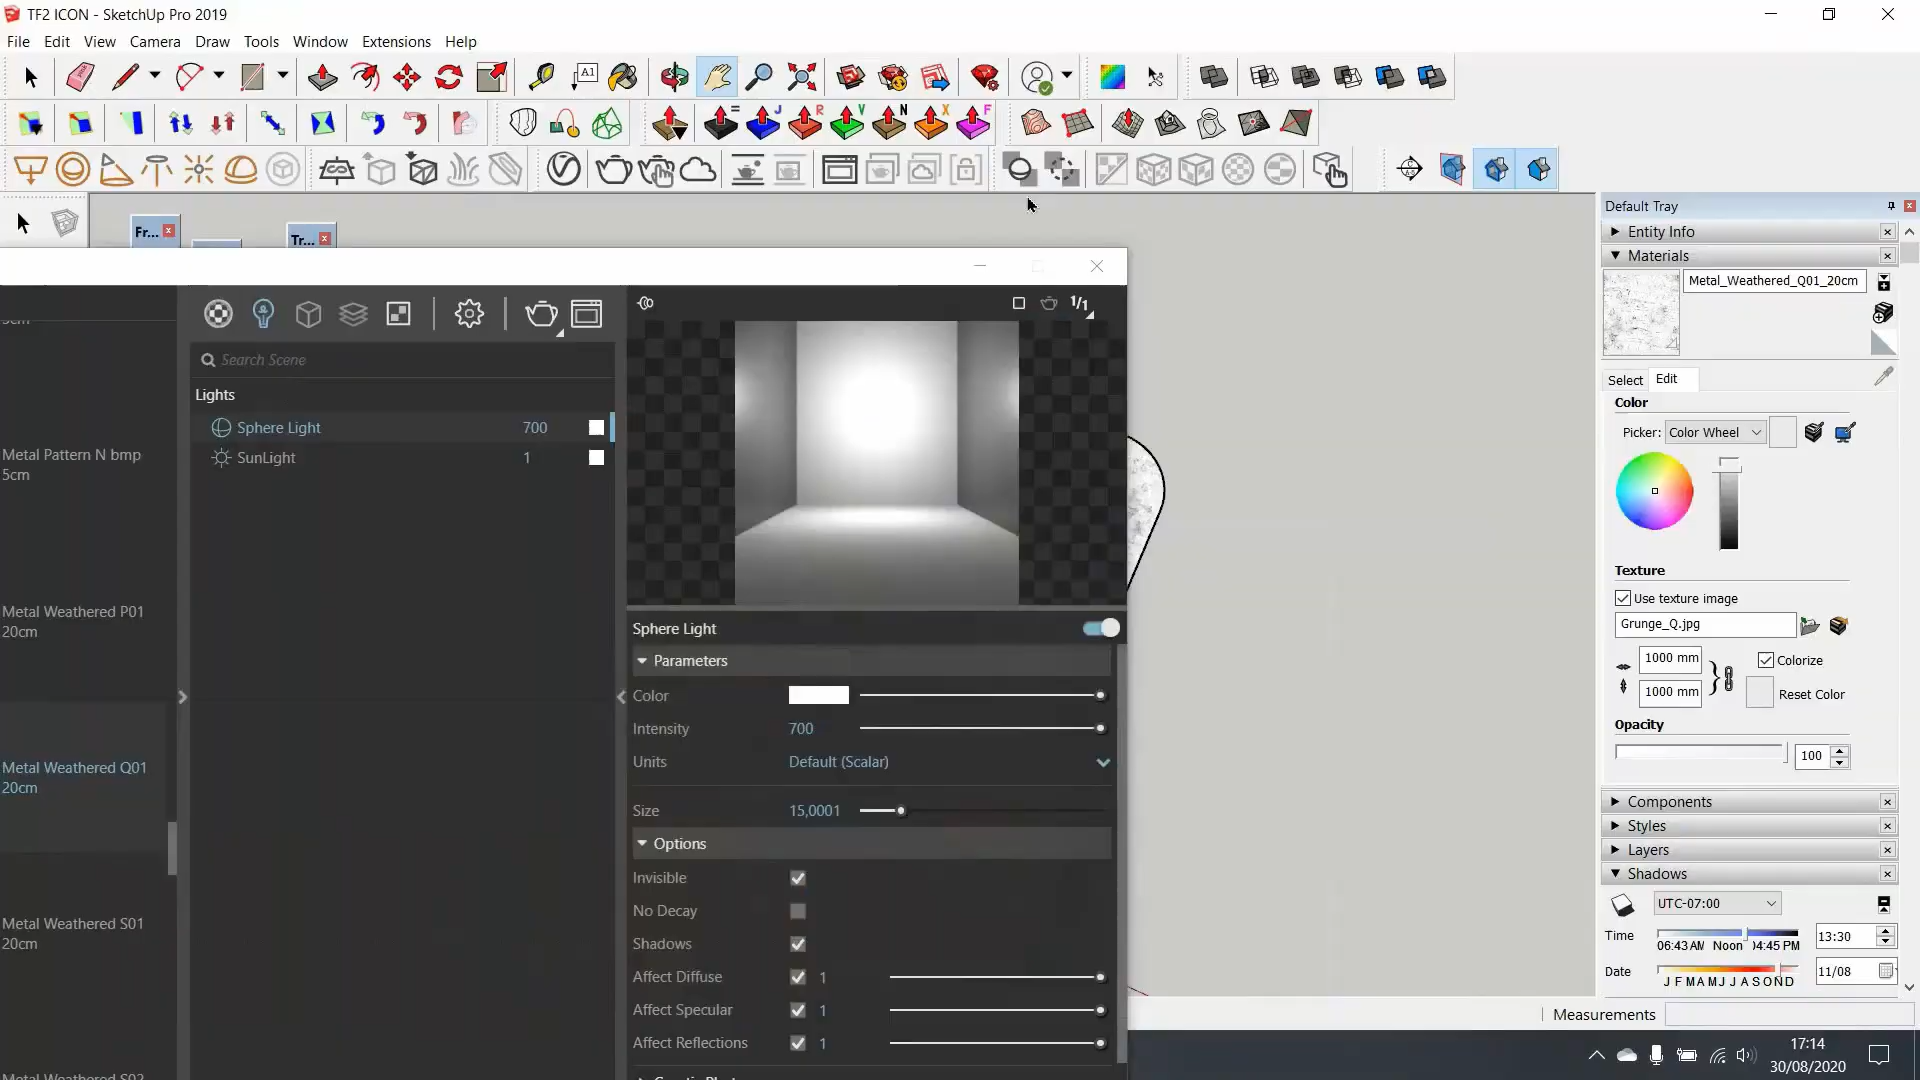 TF2 ICON - SketchUp Pro 2019
File Edit View Camera Draw Tools Window Extensions Help
A1
= J R V N X F
Fr...
Tr...
Default Tray
Entity Info
Materials
Metal_Weathered_Q01_20cm
Select Edit
Color
Picker: Color Wheel
Texture
Use texture image
Grunge_Q.jpg
1000 mm
Colorize
1000 mm
Reset Color
Opacity
100
Components
Styles
Layers
Shadows
UTC-07:00
Time
06:43 AM Noon 04:45 PM
13:30
Date
J F M A M J J A S O N D
11/08
Measurements
Metal Pattern N bmp
5cm
Metal Weathered P01
20cm
Metal Weathered Q01
20cm
Metal Weathered S01
20cm
Search Scene
Lights
Sphere Light 700
SunLight 1
1/1
Sphere Light
Parameters
Color
Intensity 700
Units Default (Scalar)
Size 15,0001
Options
Invisible
No Decay
Shadows
Affect Diffuse 1
Affect Specular 1
Affect Reflections 1
17:14
30/08/2020